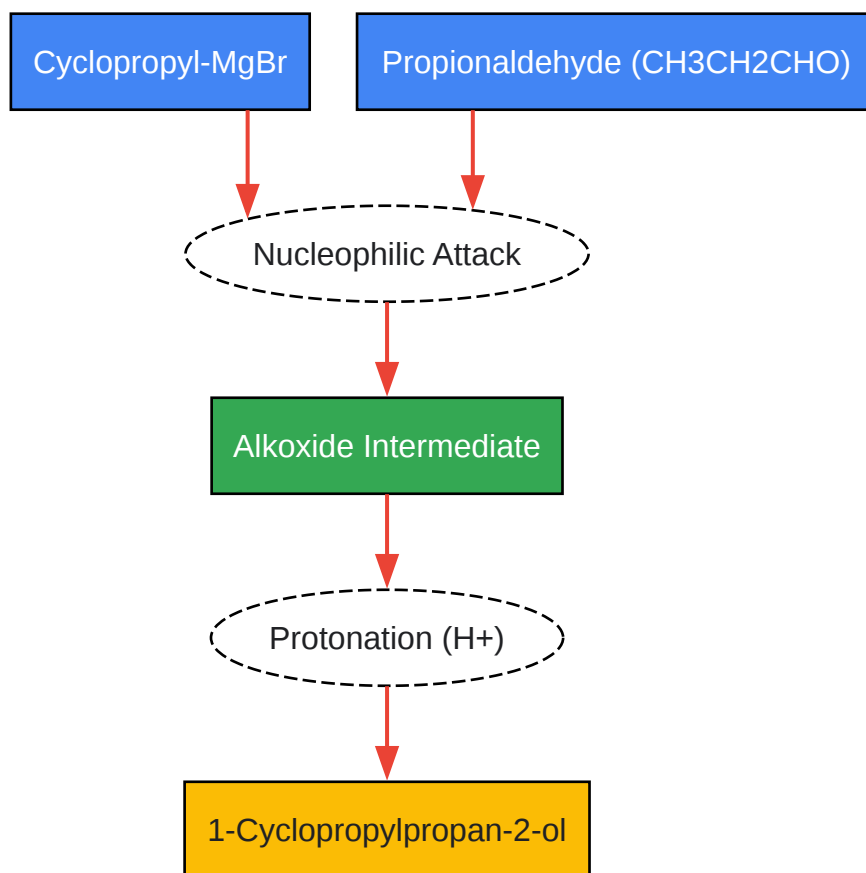 Cyclopropyl-MgBr
Propionaldehyde (CH3CH2CHO)
Nucleophilic Attack
Alkoxide Intermediate
Protonation (H+)
1-Cyclopropylpropan-2-ol